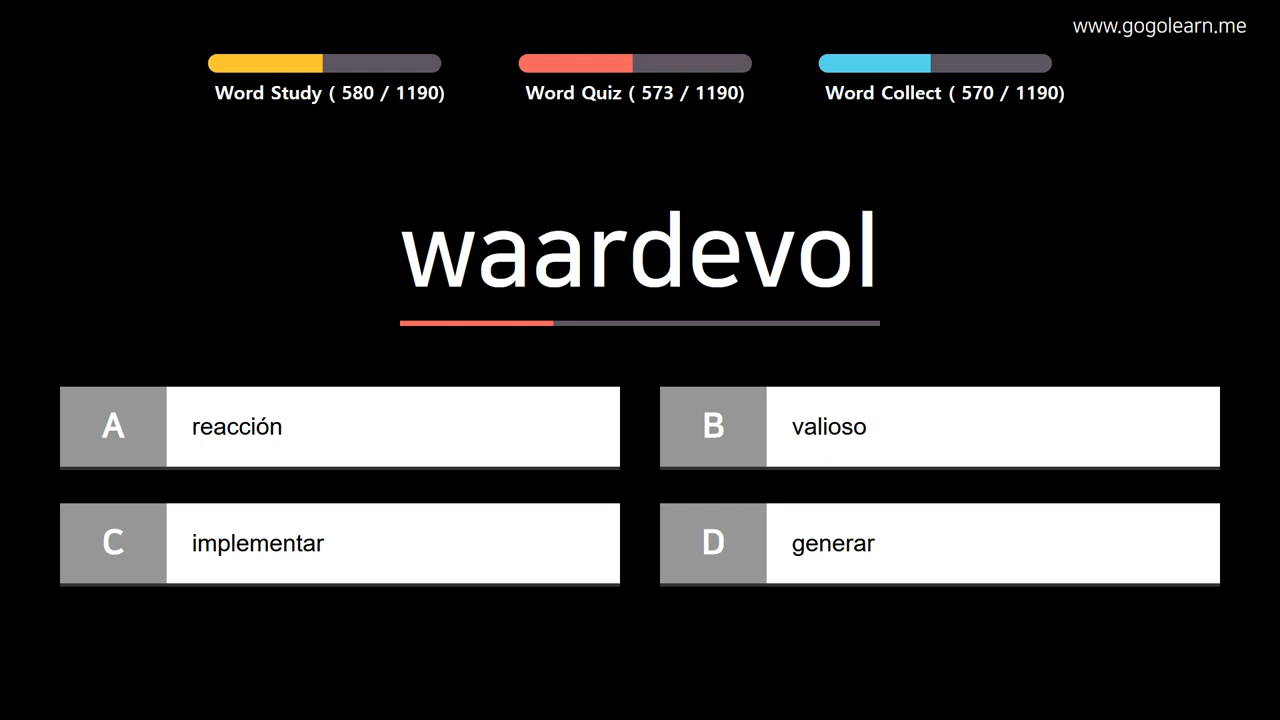 www.gogolearn.me
Word Study ( 580 / 1190)
Word Quiz ( 573 / 1190)
Word Collect ( 570 / 1190)
waardevol
A reacción
B valioso
C implementar
D generar